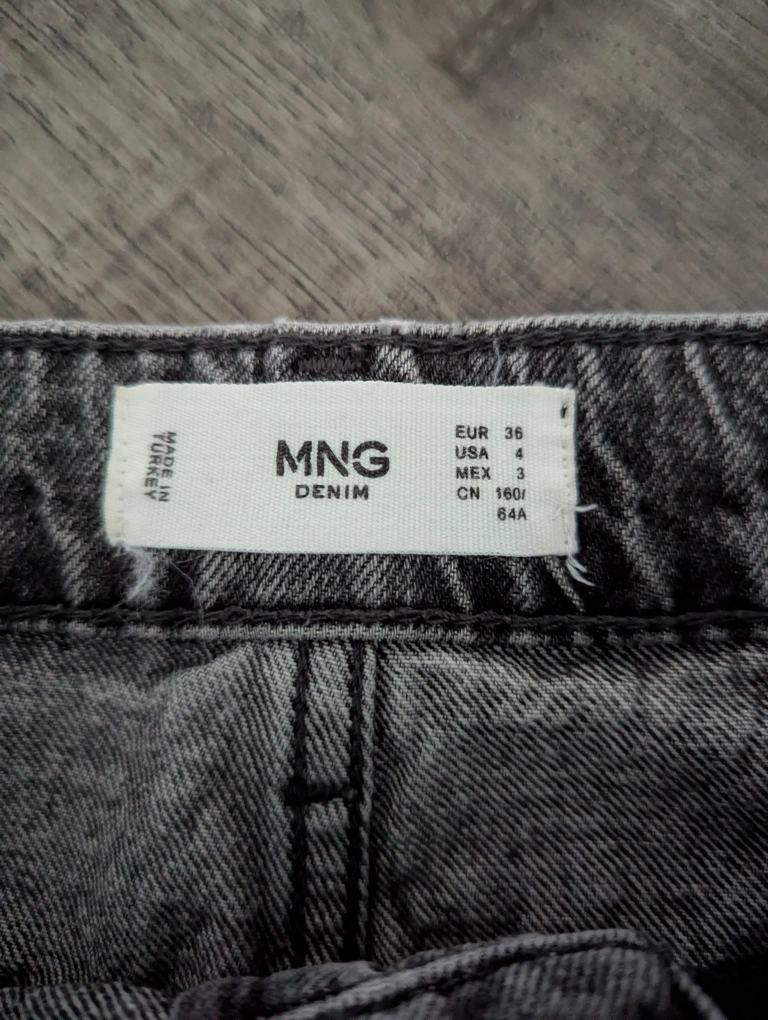 MADE IN
TURKEY
MNG
DENIM
EUR 36
USA 4
MEX 3
CN 160/
64A